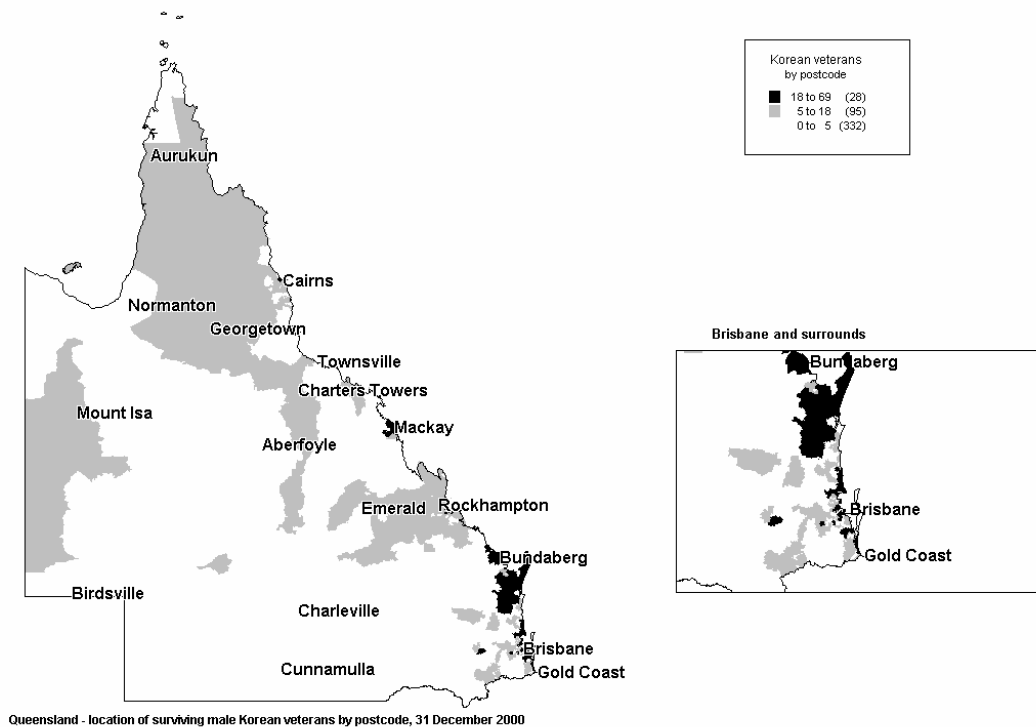 Korean veterans
by postcode
18 to 69 (28)
5 to 18 (95)
0 to 5 (332)
Aurukun
Cairns
Normanton
Georgetown
Townsville
Charters Towers
Mount Isa
Mackay
Aberfoyle
Emerald
Rockhampton
Bundaberg
Birdsville
Charleville
Brisbane
Cunnamulla
Gold Coast
Brisbane and surrounds
Bundaberg
Brisbane
Gold Coast
Queensland - location of surviving male Korean veterans by postcode, 31 December 2000